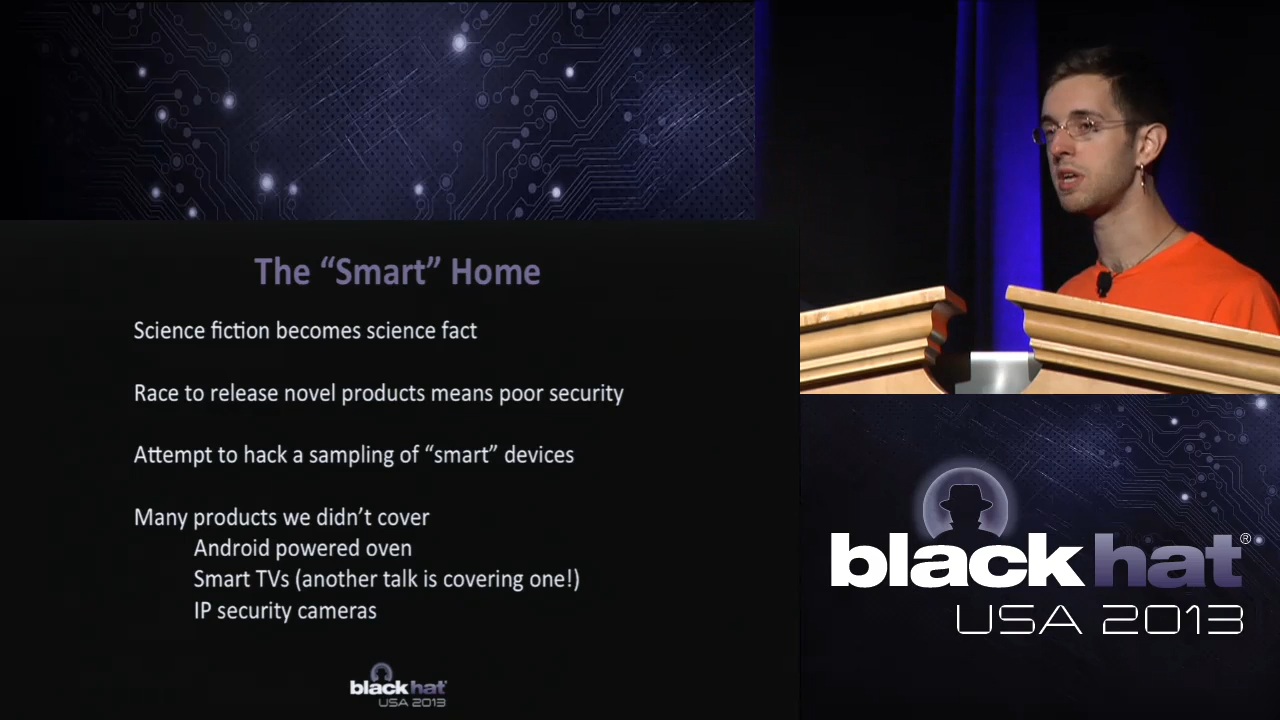 The “Smart” Home
Science fiction becomes science fact
Race to release novel products means poor security
Attempt to hack a sampling of “smart” devices
Many products we didn’t cover
Android powered oven
Smart TVs (another talk is covering one!)
IP security cameras
black hat
USA 2013
black hat®
USA 2013